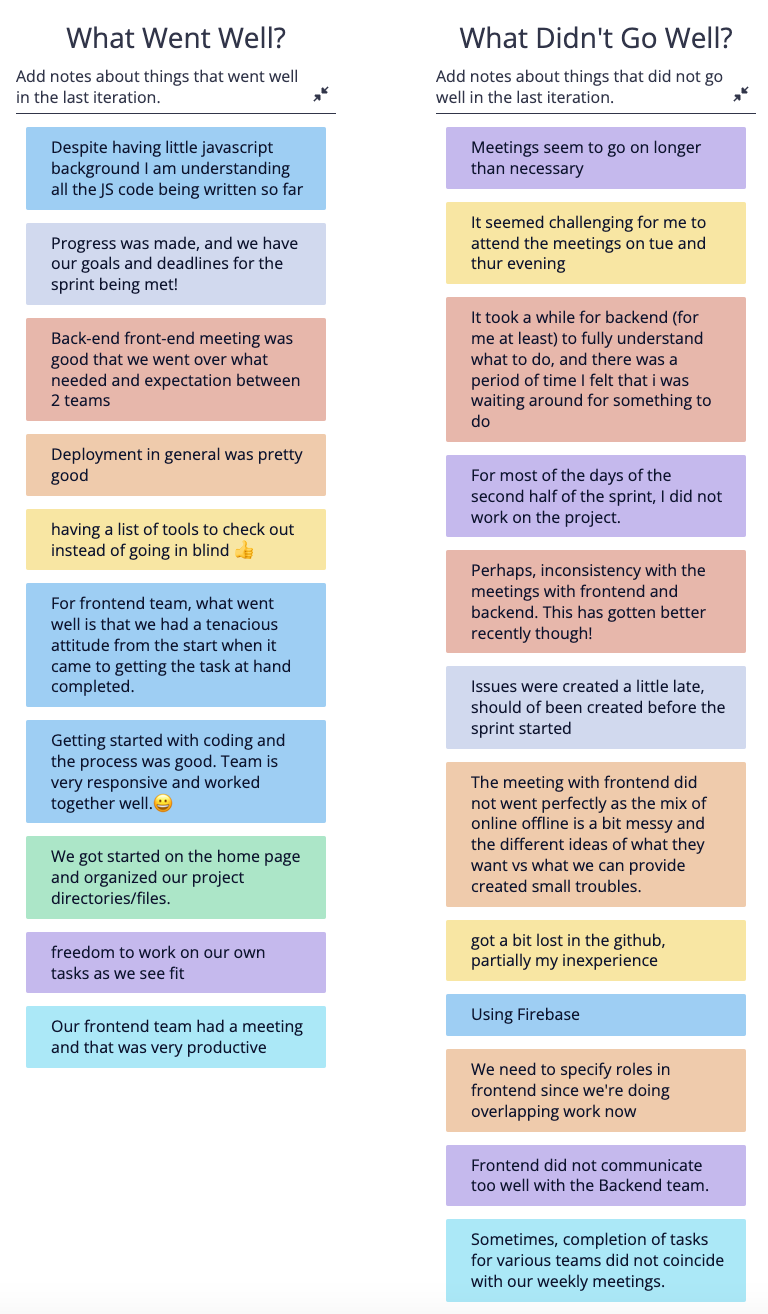 What Went Well?
Add notes about things that went well
in the last iteration.
Despite having little javascript
background I am understanding
all the JS code being written so far
Progress was made, and we have
our goals and deadlines for the
sprint being met!
Back-end front-end meeting was
good that we went over what
needed and expectation between
2 teams
Deployment in general was pretty
good
having a list of tools to check out
instead of going in blind 👍
For frontend team, what went
well is that we had a tenacious
attitude from the start when it
came to getting the task at hand
completed.
Getting started with coding and
the process was good. Team is
very responsive and worked
together well.😀
We got started on the home page
and organized our project
directories/files.
freedom to work on our own
tasks as we see fit
Our frontend team had a meeting
and that was very productive
What Didn't Go Well?
Add notes about things that did not go
well in the last iteration.
Meetings seem to go on longer
than necessary
It seemed challenging for me to
attend the meetings on tue and
thur evening
It took a while for backend (for
me at least) to fully understand
what to do, and there was a
period of time I felt that i was
waiting around for something to
do
For most of the days of the
second half of the sprint, I did not
work on the project.
Perhaps, inconsistency with the
meetings with frontend and
backend. This has gotten better
recently though!
Issues were created a little late,
should of been created before the
sprint started
The meeting with frontend did
not went perfectly as the mix of
online offline is a bit messy and
the different ideas of what they
want vs what we can provide
created small troubles.
got a bit lost in the github,
partially my inexperience
Using Firebase
We need to specify roles in
frontend since we're doing
overlapping work now
Frontend did not communicate
too well with the Backend team.
Sometimes, completion of tasks
for various teams did not coincide
with our weekly meetings.